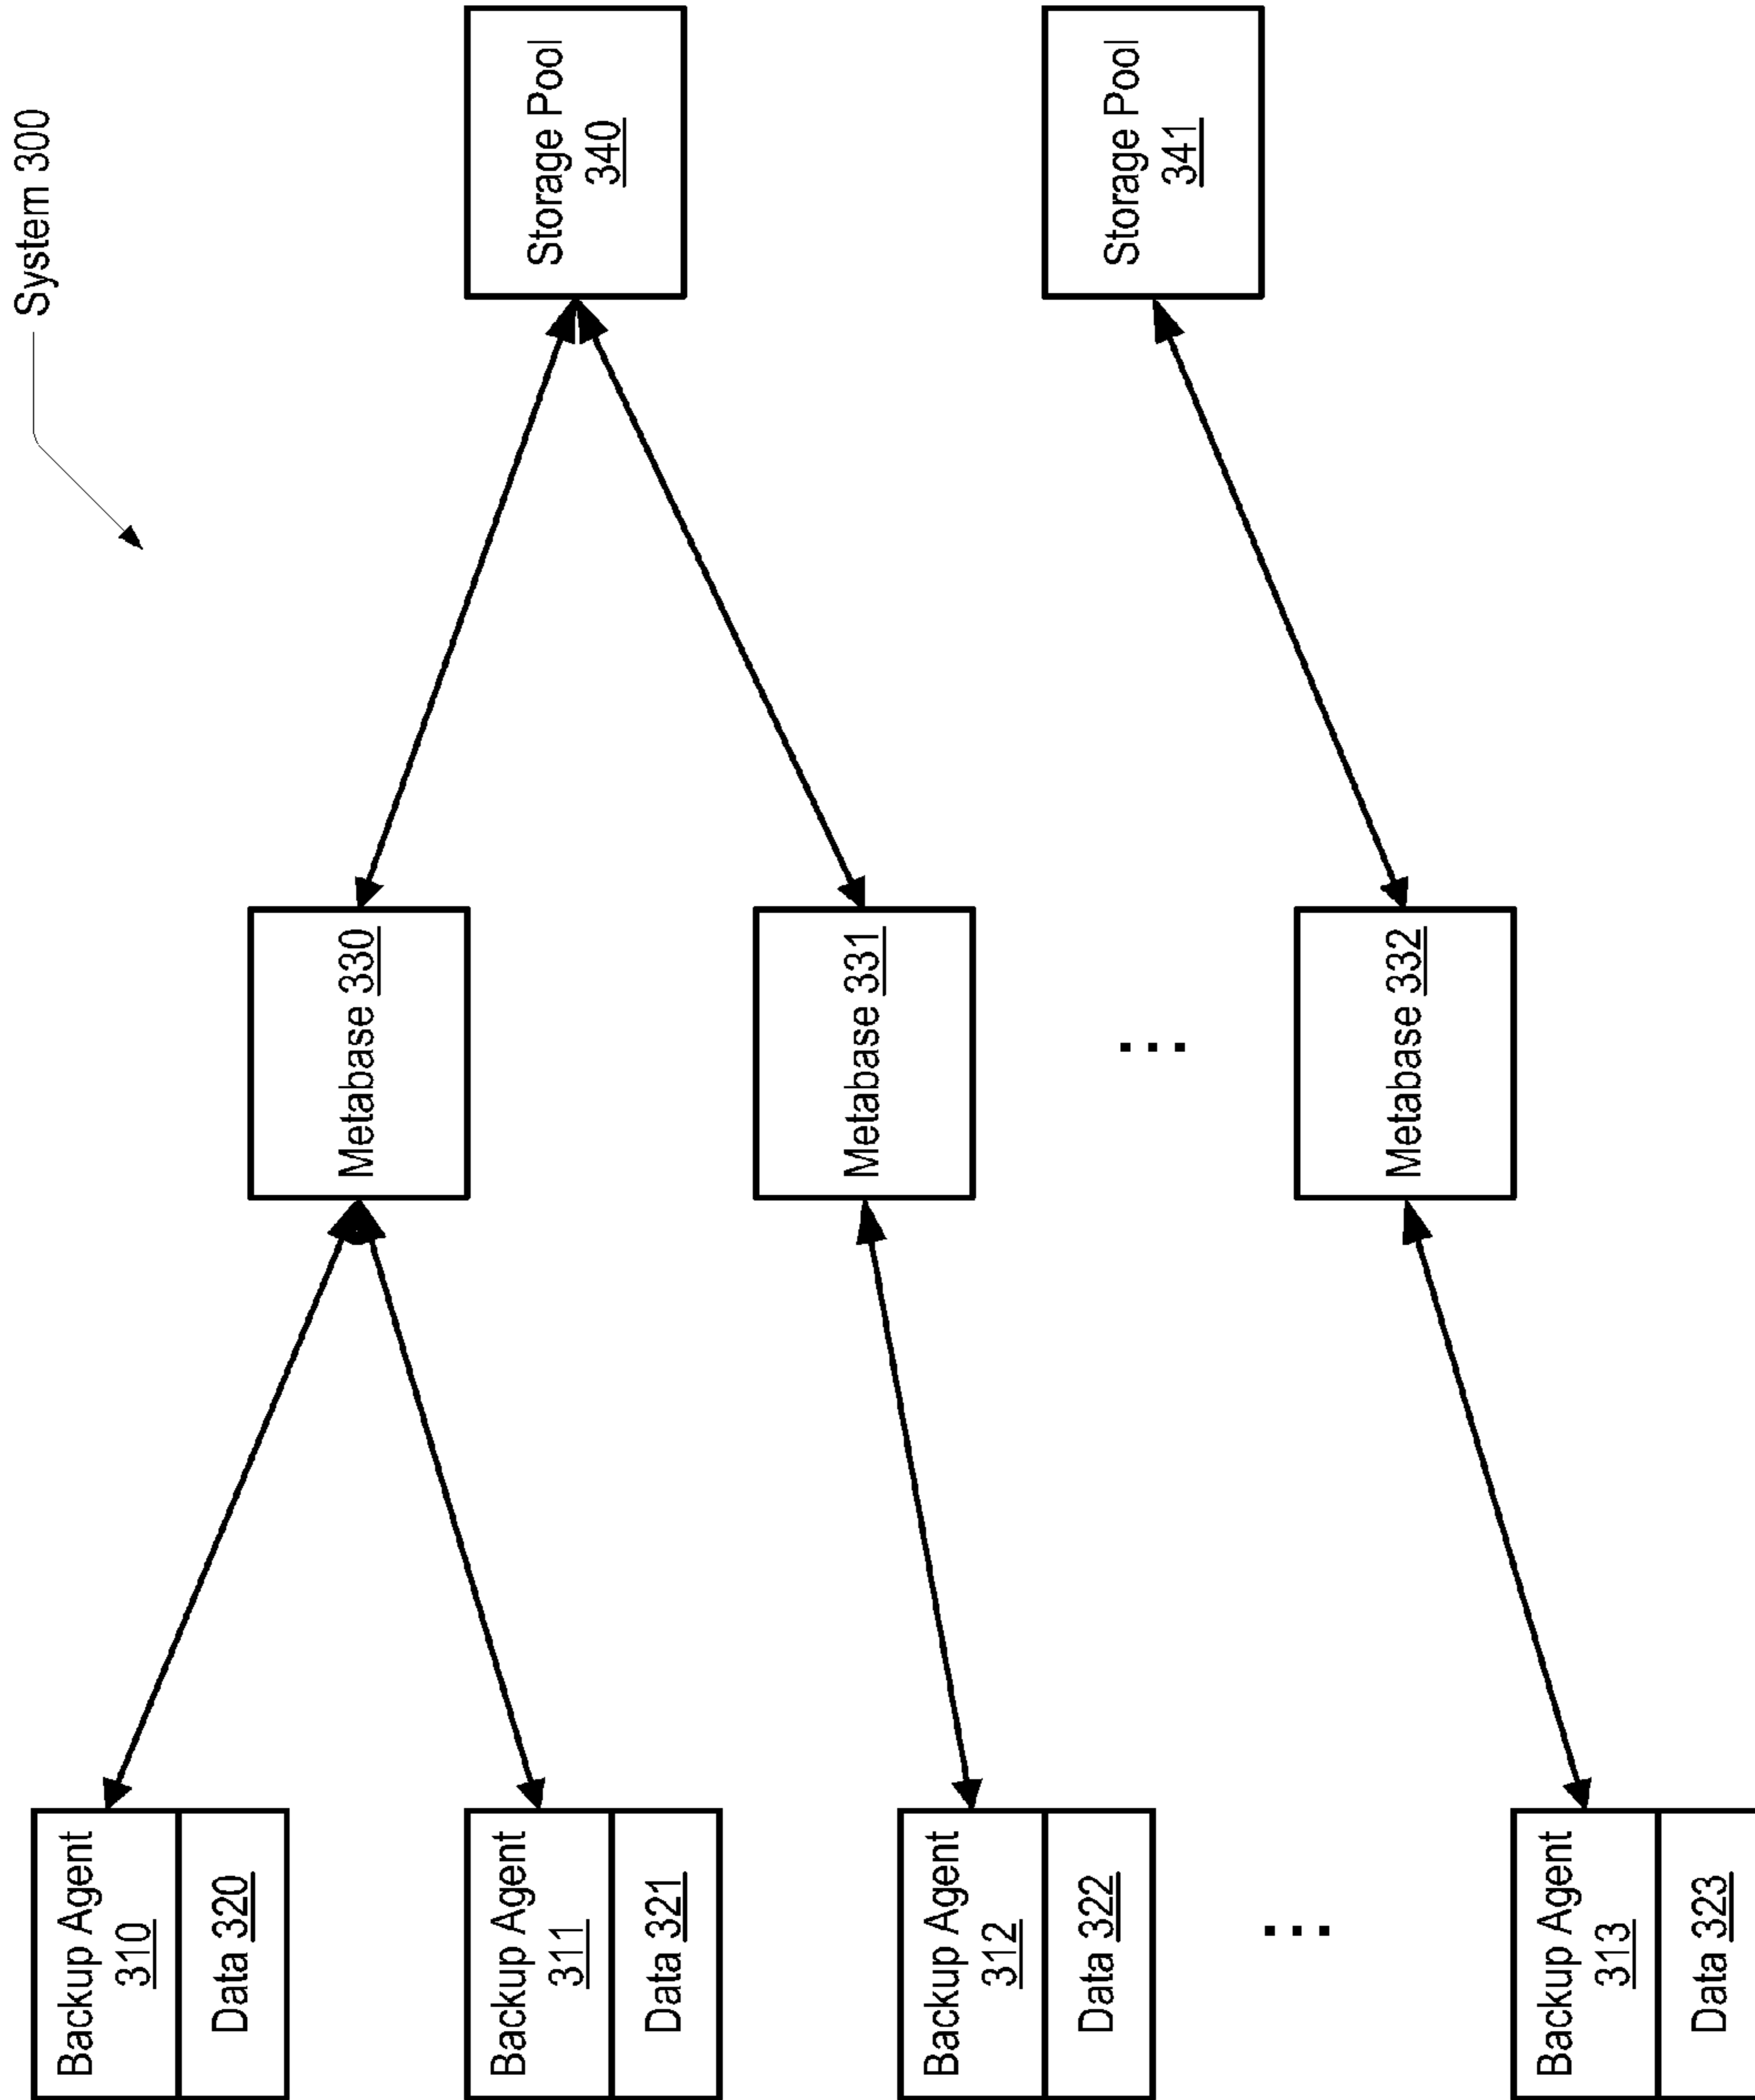 System 300
Backup Agent
310
Data 320
Backup Agent
311
Data 321
Backup Agent
312
Data 322
...
Backup Agent
313
Data 323
Metabase 330
Metabase 331
...
Metabase 332
Storage Pool
340
Storage Pool
341